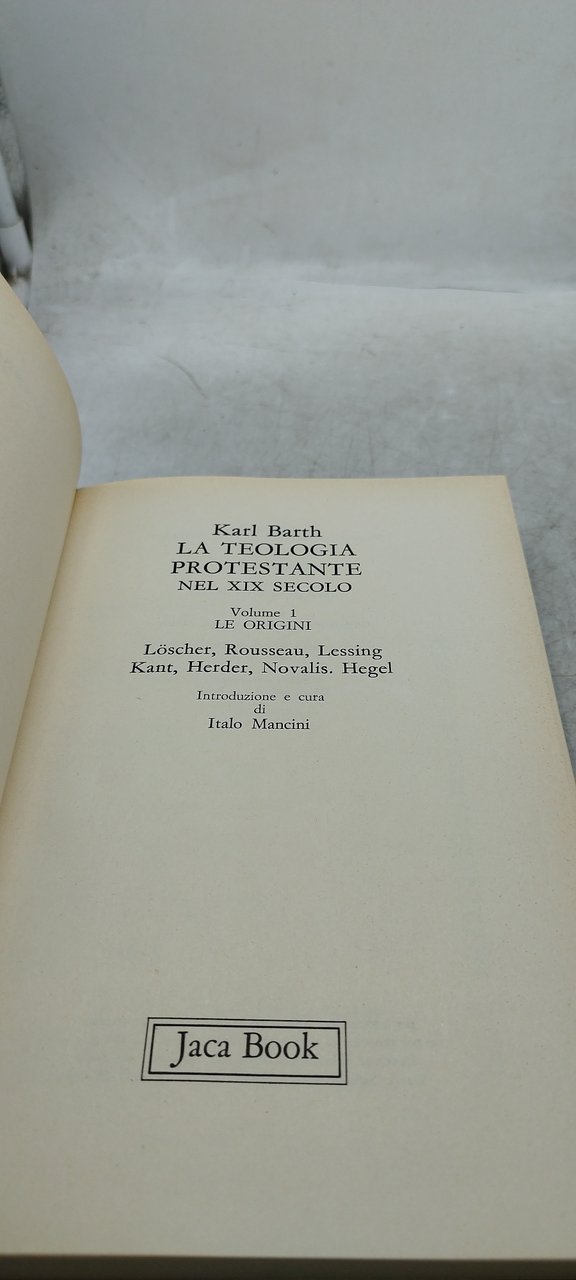 Karl Barth
LA TEOLOGIA
PROTESTANTE
NEL XIX SECOLO
Volume 1
LE ORIGINI
Löscher, Rousseau, Lessing
Kant, Herder, Novalis. Hegel
Introduzione e cura
di
Italo Mancini
Jaca Book